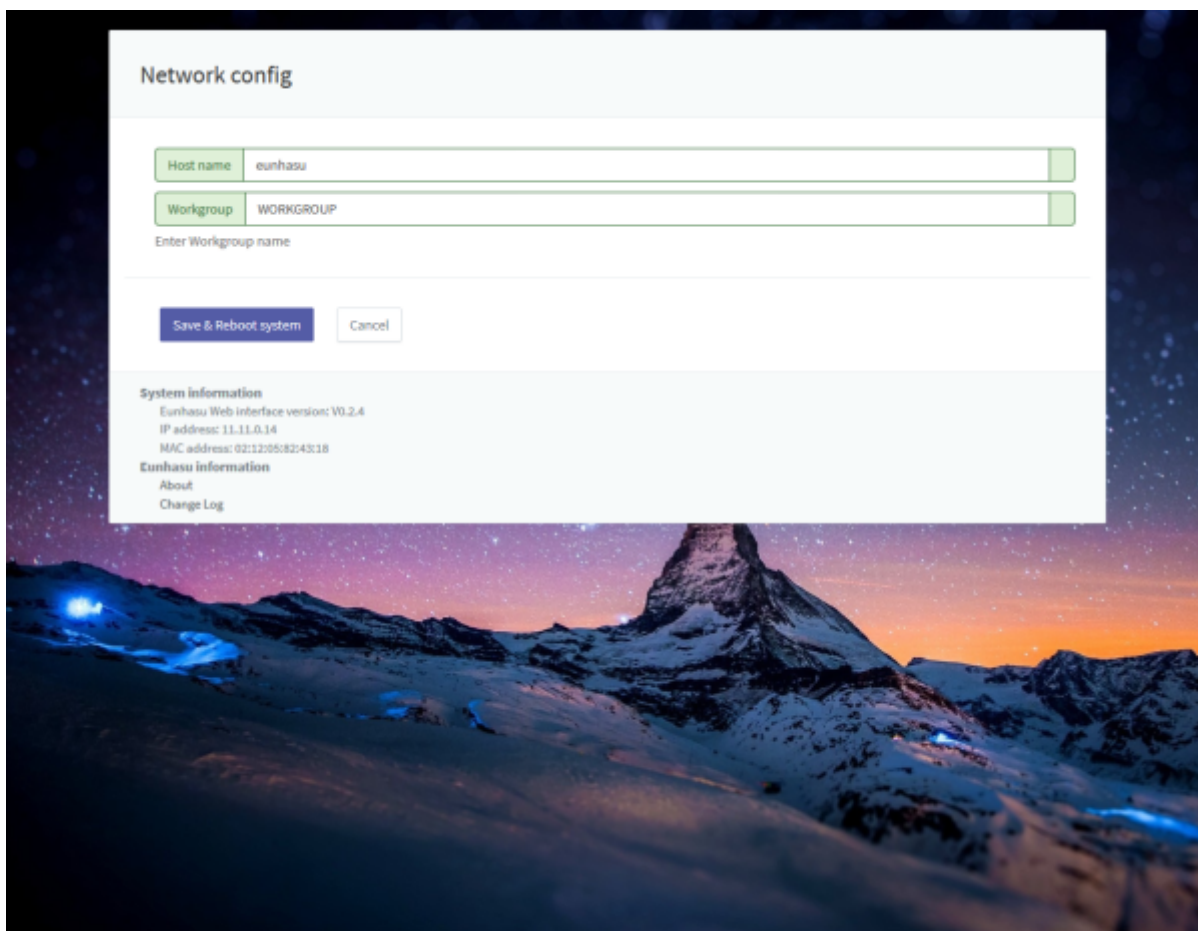 Network config
Host name eunhasu
Workgroup WORKGROUP
Enter Workgroup name
Save & Reboot system Cancel
System information
Eunhasu Web interface version: V0.2.4
IP address: 11.11.0.14
MAC address: 02:12:05:82:43:18
Eunhasu information
About
Change Log